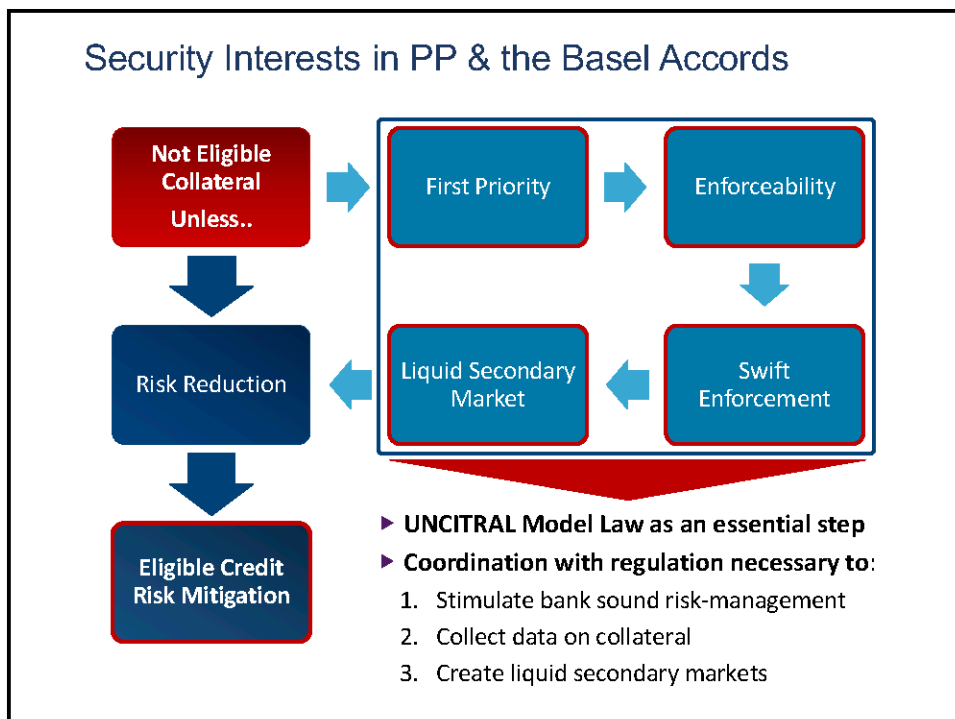 Security Interests in PP & the Basel Accords
Not Eligible
Collateral
Unless..
First Priority
Enforceability
Risk Reduction
Liquid Secondary
Market
Swift
Enforcement
Eligible Credit
Risk Mitigation
▶ UNCITRAL Model Law as an essential step
▶ Coordination with regulation necessary to:
1. Stimulate bank sound risk-management
2. Collect data on collateral
3. Create liquid secondary markets